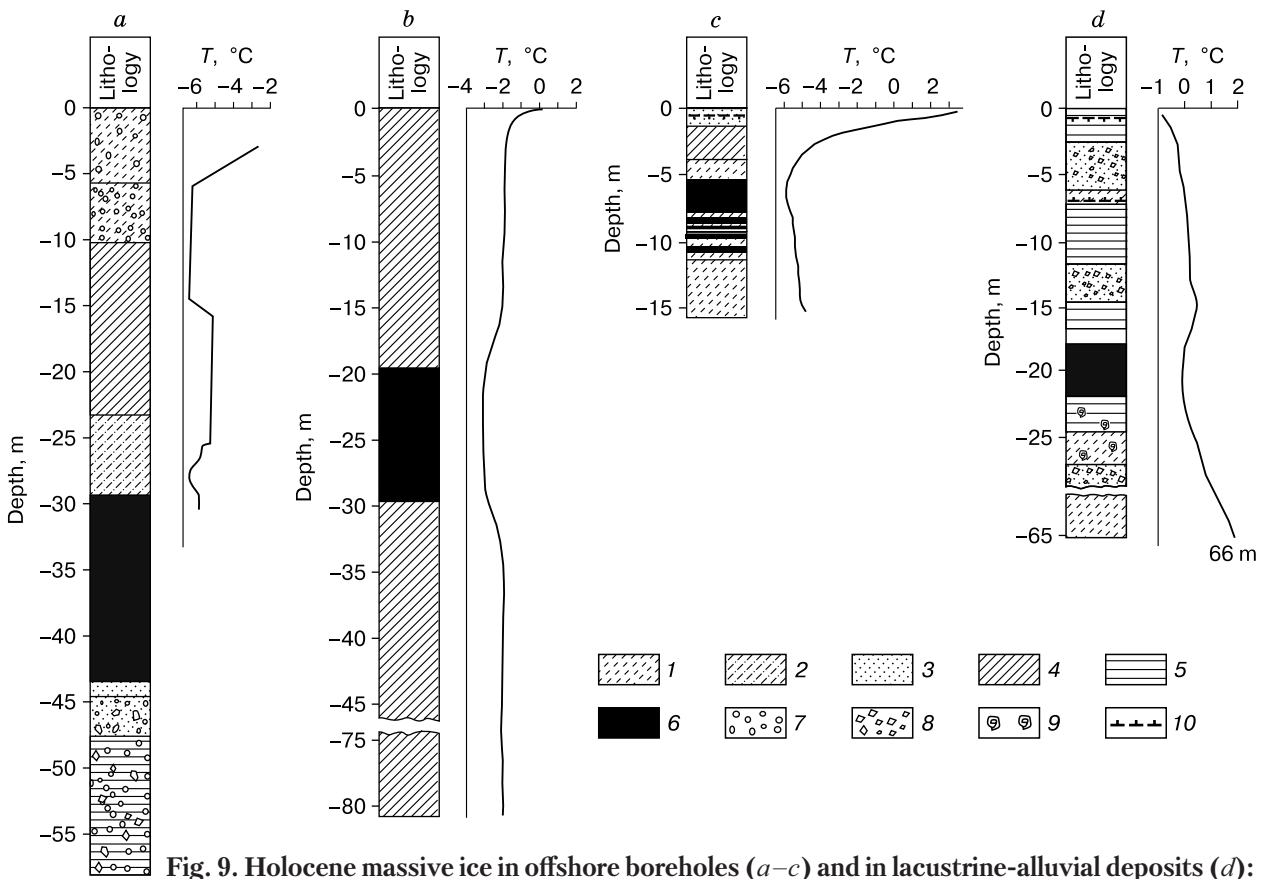 a
Litho-
logy
T, °C
−6 −4 −2
0
−5
−10
−15
−20
−25
−30
−35
−40
−45
−50
−55
Depth, m
b
Litho-
logy
T, °C
−4 −2 0 2
0
−5
−10
−15
−20
−25
−30
−35
−40
−45
−75
−80
Depth, m
c
Litho-
logy
T, °C
−6 −4 −2 0 2
0
−5
−10
−15
Depth, m
d
Litho-
logy
T, °C
−1 0 1 2
0
−5
−10
−15
−20
−25
−65
Depth, m
66 m
1 2 3 4 5
6 7 8 9 10
Fig. 9. Holocene massive ice in offshore boreholes (a–c) and in lacustrine-alluvial deposits (d):